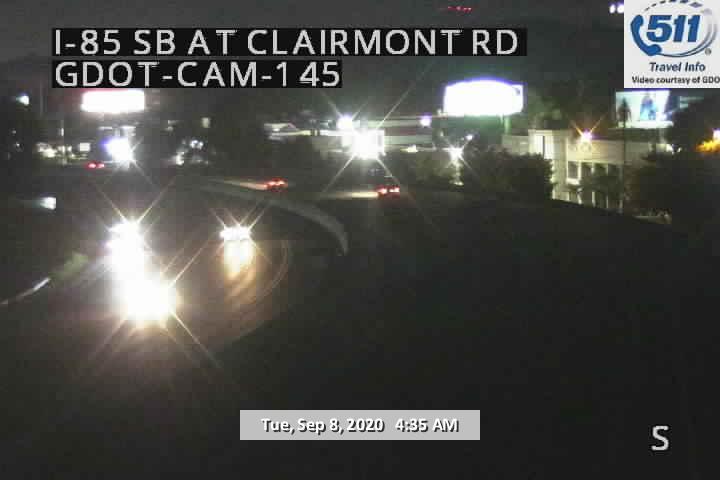 I-85 SB AT CLAIRMONT RD
GDOT-CAM-145
511
Travel Info
Video courtesy of GDO
Tue, Sep 8, 2020 4:35 AM
S